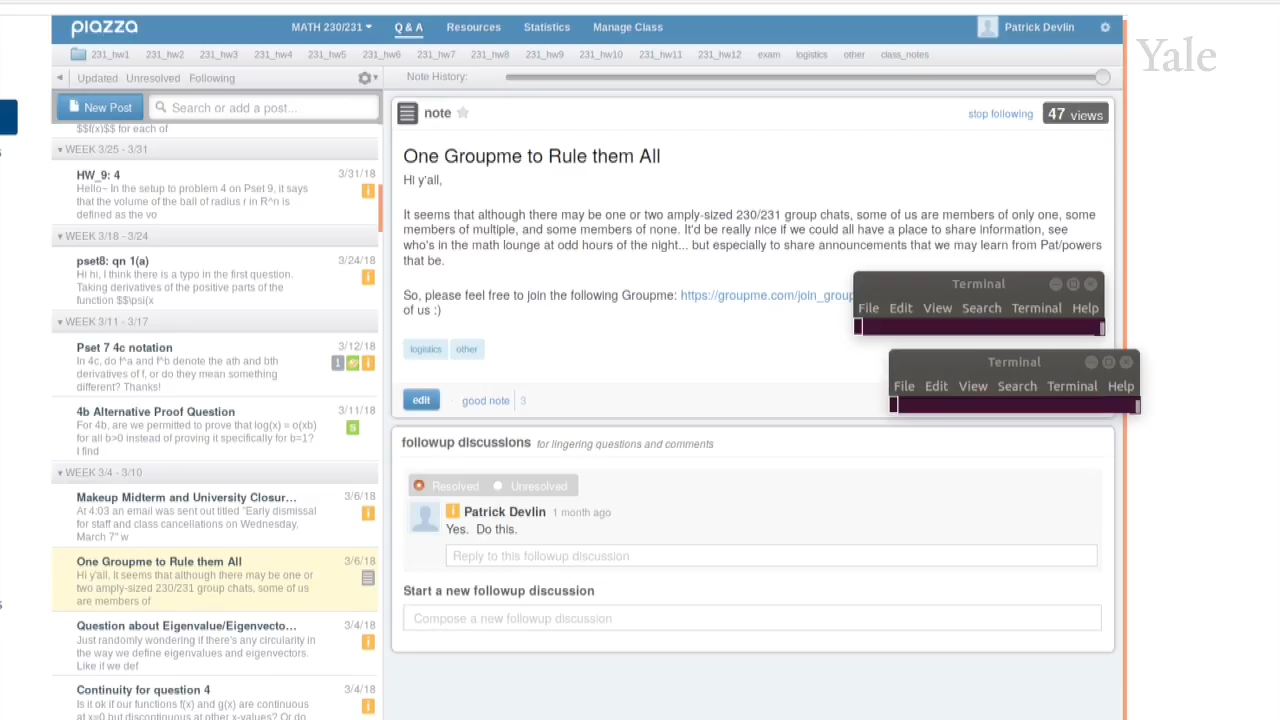 piazza
MATH 230/231
Q & A
Resources
Statistics
Manage Class
Patrick Devlin
Yale
231_hw1
231_hw2
231_hw3
231_hw4
231_hw5
231_hw6
231_hw7
231_hw8
231_hw9
231_hw10
231_hw11
231_hw12
exam
logistics
other
class_notes
Updated Unresolved Following
Note History:
New Post
Search or add a post...
$$f(x)$$ for each of
WEEK 3/25 - 3/31
HW_9: 4
3/31/18
Hello~ In the setup to problem 4 on Pset 9, it says
that the volume of the ball of radius r in R^n is
defined as the vo
i
WEEK 3/18 - 3/24
pset8: qn 1(a)
3/24/18
Hi hi, I think there is a typo in the first question.
Taking derivatives of the positive parts of the
function $$\psi(x
i
WEEK 3/11 - 3/17
Pset 7 4c notation
3/12/18
In 4c, do f^a and f^b denote the ath and bth
derivatives of f, or do they mean something
different? Thanks!
1
i
4b Alternative Proof Question
3/11/18
For 4b, are we permitted to prove that log(x) = o(xb)
for all b>0 instead of proving it specifically for b=1?
I find
s
WEEK 3/4 - 3/10
Makeup Midterm and University Closur...
3/6/18
At 4:03 an email was sent out titled "Early dismissal
for staff and class cancellations on Wednesday,
March 7" w
i
One Groupme to Rule them All
3/6/18
Hi y'all, It seems that although there may be one or
two amply-sized 230/231 group chats, some of us
are members of
Question about Eigenvalue/Eigenvecto...
3/4/18
Just randomly wondering if there's any circularity in
the way we define eigenvalues and eigenvectors.
Like if we def
i
Continuity for question 4
3/4/18
Is it ok if our functions f(x) and g(x) are continuous
at x=0 but discontinuous at other x-values? Or do
i
note
stop following
47 views
One Groupme to Rule them All
Hi y'all,
It seems that although there may be one or two amply-sized 230/231 group chats, some of us are members of only one, some
members of multiple, and some members of none. It'd be really nice if we could all have a place to share information, see
who's in the math lounge at odd hours of the night... but especially to share announcements that we may learn from Pat/powers
that be.
So, please feel free to join the following Groupme: https://groupme.com/join_group
of us :)
logistics
other
edit
good note
3
Terminal
File Edit View Search Terminal Help
Terminal
File Edit View Search Terminal Help
followup discussions for lingering questions and comments
Resolved
Unresolved
i Patrick Devlin 1 month ago
Yes. Do this.
Reply to this followup discussion
Start a new followup discussion
Compose a new followup discussion